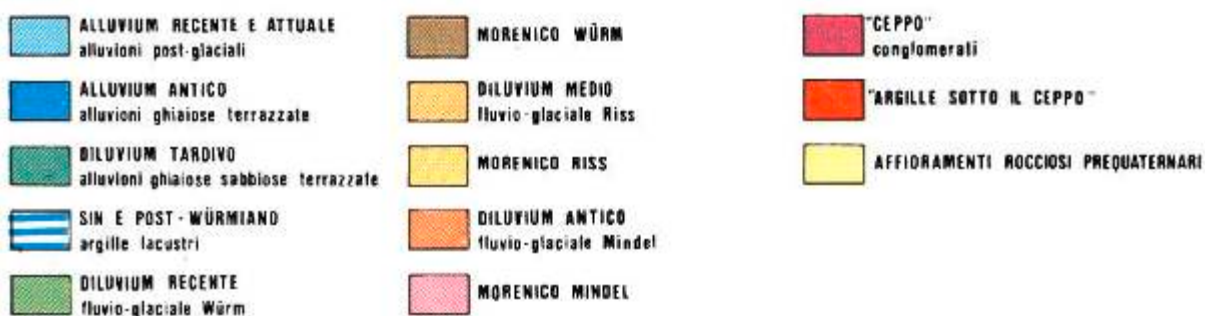 ALLUVIUM RECENTE E ATTUALE
alluvioni post-glaciali
ALLUVIUM ANTICO
alluvioni ghiaiose terrazzate
DILUVIUM TARDIVO
alluvioni ghiaiose sabbiose terrazzate
SIN E POST-WÜRMIANO
argille lacustri
DILUVIUM RECENTE
fluvio-glaciale Würm
MORENICO WÜRM
DILUVIUM MEDIO
fluvio-glaciale Riss
MORENICO RISS
DILUVIUM ANTICO
fluvio-glaciale Mindel
MORENICO MINDEL
"CEPPO"
conglomerati
"ARGILLE SOTTO IL CEPPO"
AFFIORAMENTI ROCCIOSI PREQUATERNARI